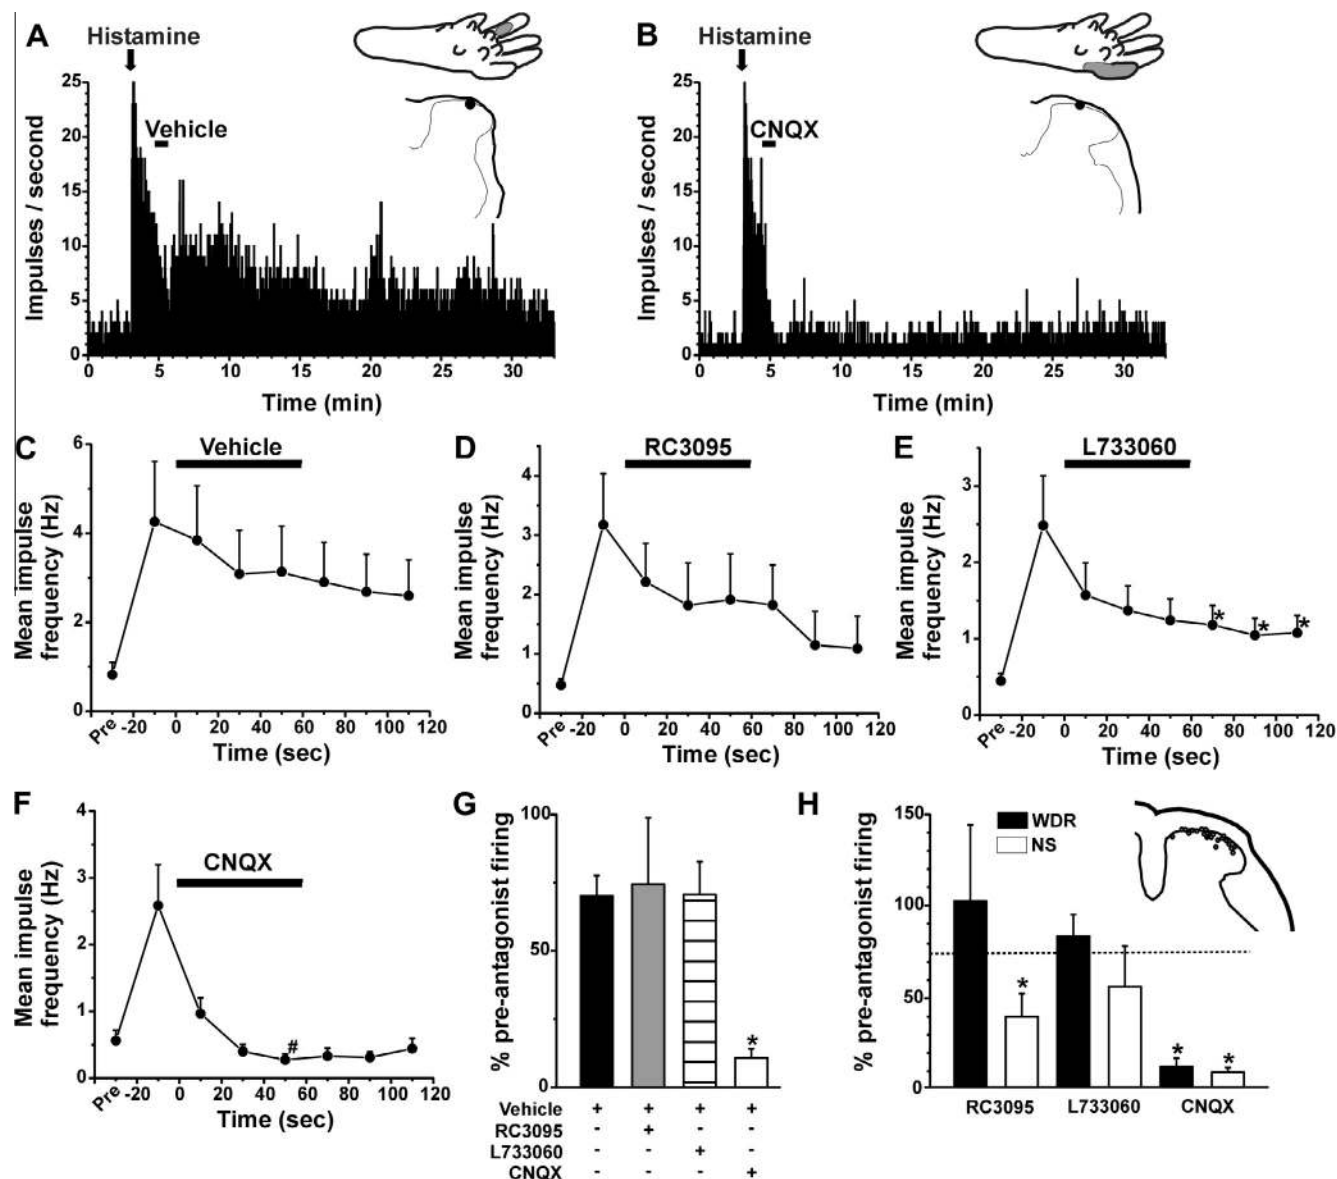 A
Histamine
Vehicle
Impulses / second
25
20
15
10
5
0
0 5 10 15 20 25 30
Time (min)
B
Histamine
CNQX
Impulses / second
25
20
15
10
5
0
0 5 10 15 20 25 30
Time (min)
C
Vehicle
Mean impulse
frequency (Hz)
6
4
2
0
Pre -20 0 20 40 60 80 100 120
Time (sec)
D
RC3095
Mean impulse
frequency (Hz)
4
3
2
1
0
Pre -20 0 20 40 60 80 100 120
Time (sec)
E
L733060
Mean impulse
frequency (Hz)
3
2
1
0
* * *
Pre -20 0 20 40 60 80 100 120
Time (sec)
F
CNQX
Mean impulse
frequency (Hz)
4
3
2
1
0
#
Pre -20 0 20 40 60 80 100 120
Time (sec)
G
% pre-antagonist firing
100
50
0
*
Vehicle + + + +
RC3095 - + - -
L733060 - - + -
CNQX - - - +
H
% pre-antagonist firing
150
100
50
0
WDR
NS
* * *
RC3095 L733060 CNQX